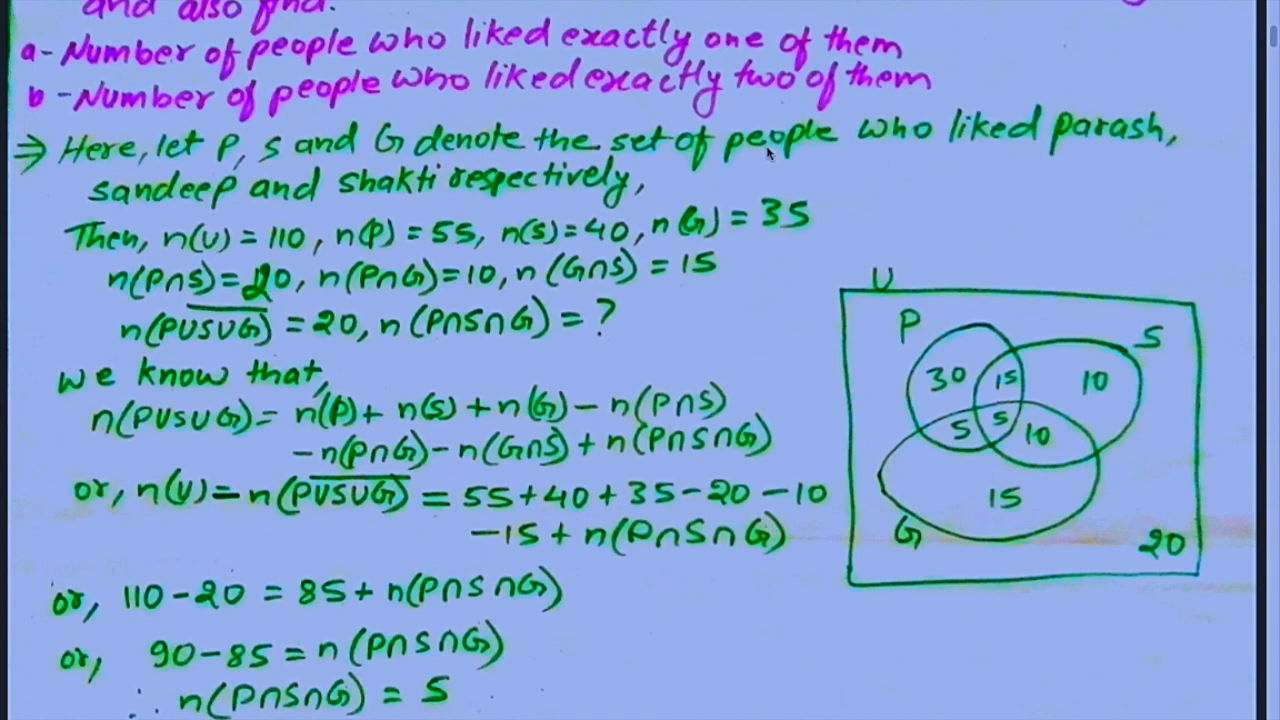 and also find.
a- Number of people who liked exactly one of them
b - Number of people who liked exactly two of them
⇒ Here, let P, S and G denote the set of people who liked parash,
sandeep and shakti respectively,
Then, n(U) = 110, n(P) = 55, n(S) = 40, n(G) = 35
n(P∩S) = 20, n(P∩G) = 10, n(G∩S) = 15
n(P̅U̅S̅U̅G̅) = 20, n(P∩S∩G) = ?
we know that,
n(PUSUG) = n(P) + n(S) + n(G) - n(P∩S)
- n(P∩G) - n(G∩S) + n(P∩S∩G)
or, n(U) - n(P̅U̅S̅U̅G̅) = 55 + 40 + 35 - 20 - 10
- 15 + n(P∩S∩G)
or, 110 - 20 = 85 + n(P∩S∩G)
or, 90 - 85 = n(P∩S∩G)
∴ n(P∩S∩G) = 5
U
P
S
30 15 10
5 5 10
15
G
20